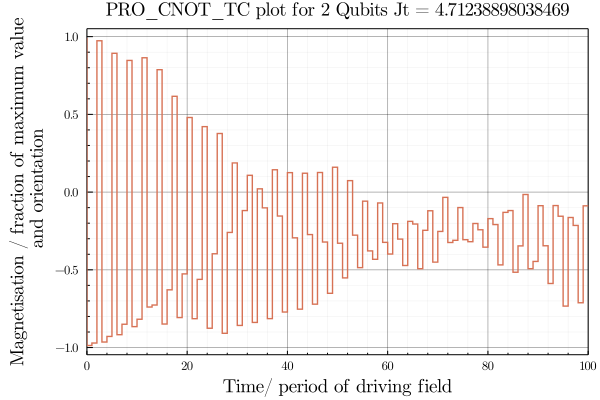 PRO_CNOT_TC plot for 2 Qubits Jt = 4.71238898038469
Magnetisation / fraction of maximum value
and orientation
1.0
0.5
0.0
−0.5
−1.0
0 20 40 60 80 100
Time/ period of driving field